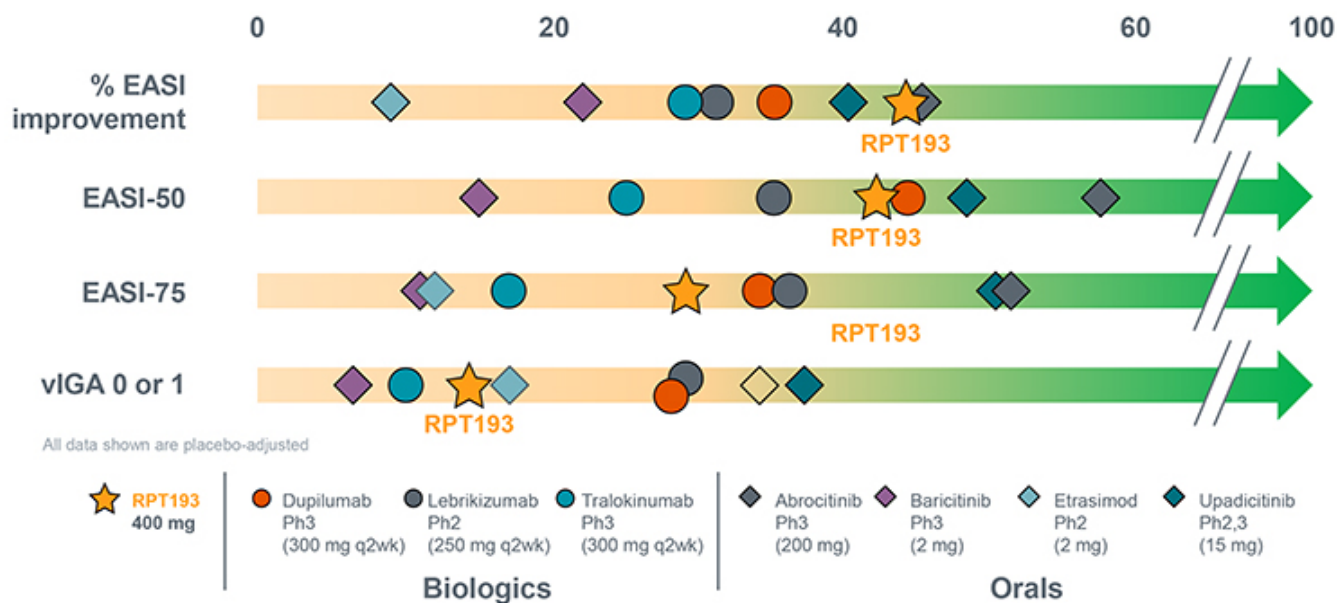 0 20 40 60 100
% EASI
improvement
RPT193
EASI-50
RPT193
EASI-75
RPT193
vIGA 0 or 1
RPT193
All data shown are placebo-adjusted
RPT193
400 mg
Dupilumab
Ph3
(300 mg q2wk)
Lebrikizumab
Ph2
(250 mg q2wk)
Tralokinumab
Ph3
(300 mg q2wk)
Biologics
Abrocitinib
Ph3
(200 mg)
Baricitinib
Ph3
(2 mg)
Etrasimod
Ph2
(2 mg)
Upadicitinib
Ph2,3
(15 mg)
Orals